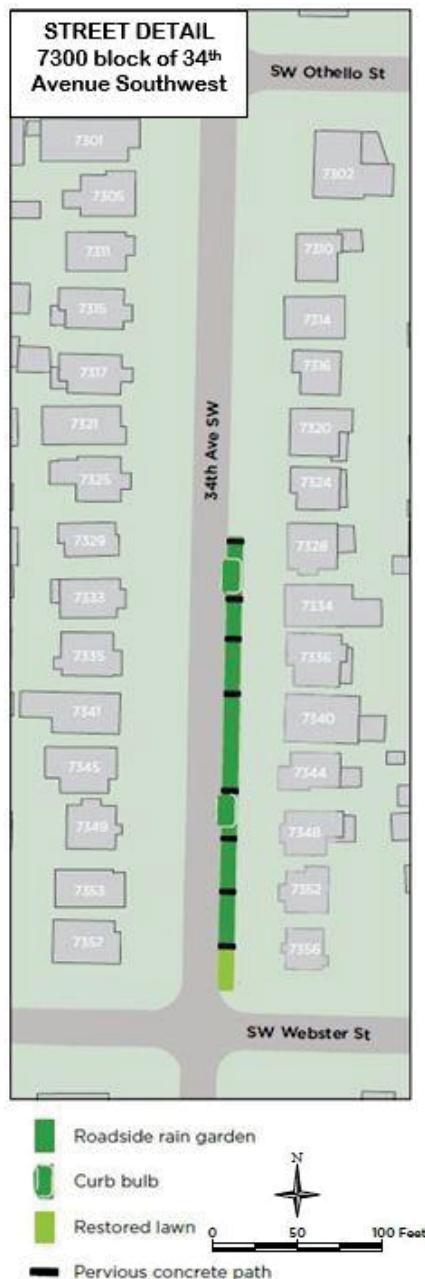 STREET DETAIL
7300 block of 34th
Avenue Southwest
SW Othello St
7301
7302
7305
7311
7310
7315
7314
7317
7316
7321
7320
34th Ave SW
7325
7324
7329
7328
7333
7334
7335
7336
7341
7340
7345
7344
7349
7348
7353
7352
7357
7356
SW Webster St
Roadside rain garden
Curb bulb
Restored lawn
Pervious concrete path
N
0 50 100 Feet